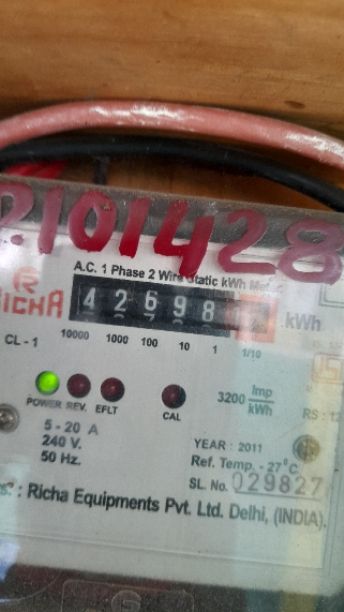 2101428
A.C. 1 Phase 2 Wire Static kWh Meter
RICHA
42698
.kWh
CL - 1
10000 1000 100 10 1 1/10
POWER REV. EFLT CAL
3200 Imp/kWh
5 - 20 A
240 V.
50 Hz.
YEAR : 2011
Ref. Temp. - 27°C
SL. No. 029827
: Richa Equipments Pvt. Ltd. Delhi, (INDIA).